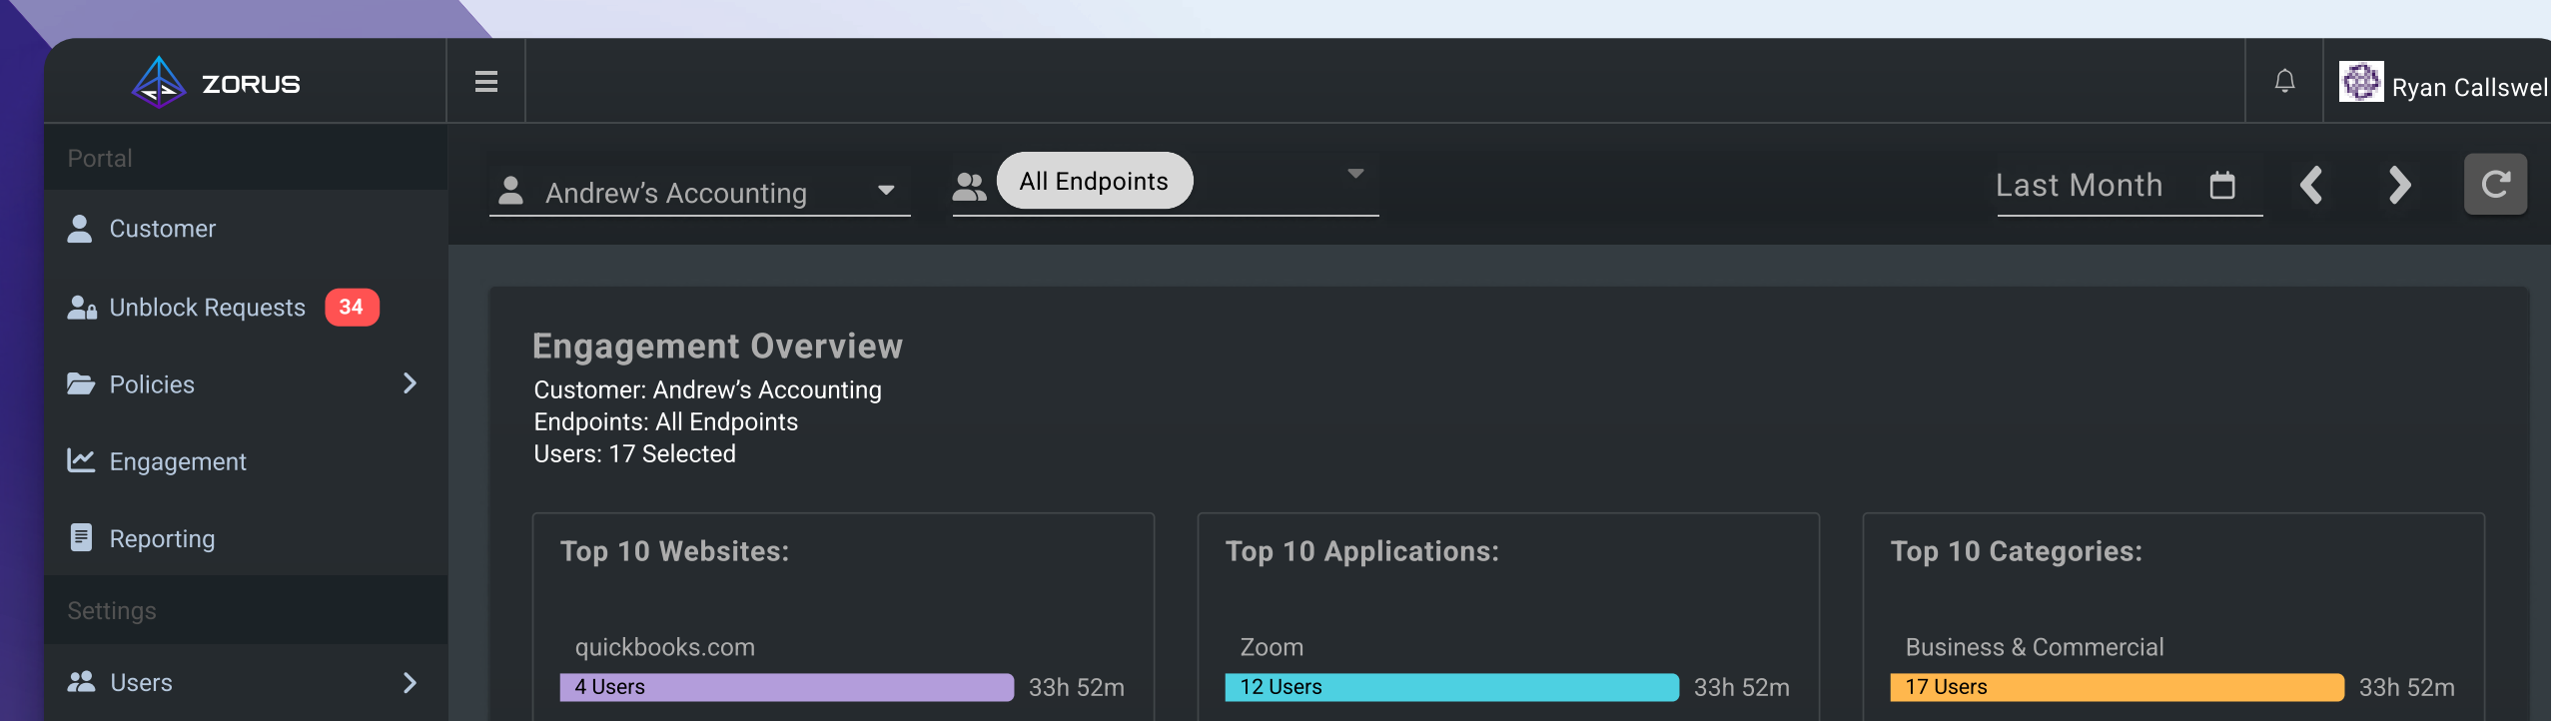 ZORUS
Ryan Callswel
Portal
Andrew’s Accounting
All Endpoints
Last Month
Customer
Unblock Requests 34
Policies
Engagement
Reporting
Settings
Users
Engagement Overview
Customer: Andrew’s Accounting
Endpoints: All Endpoints
Users: 17 Selected
Top 10 Websites:
quickbooks.com
4 Users 33h 52m
Top 10 Applications:
Zoom
12 Users 33h 52m
Top 10 Categories:
Business & Commercial
17 Users 33h 52m